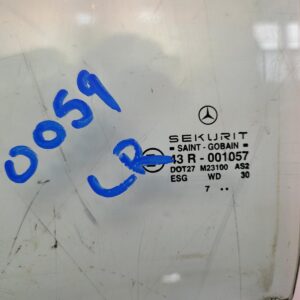 0059
LR
SEKURIT
= SAINT - GOBAIN =
43 R - 001057
DOT27 M23100 AS2
ESG WD 30
7 ..